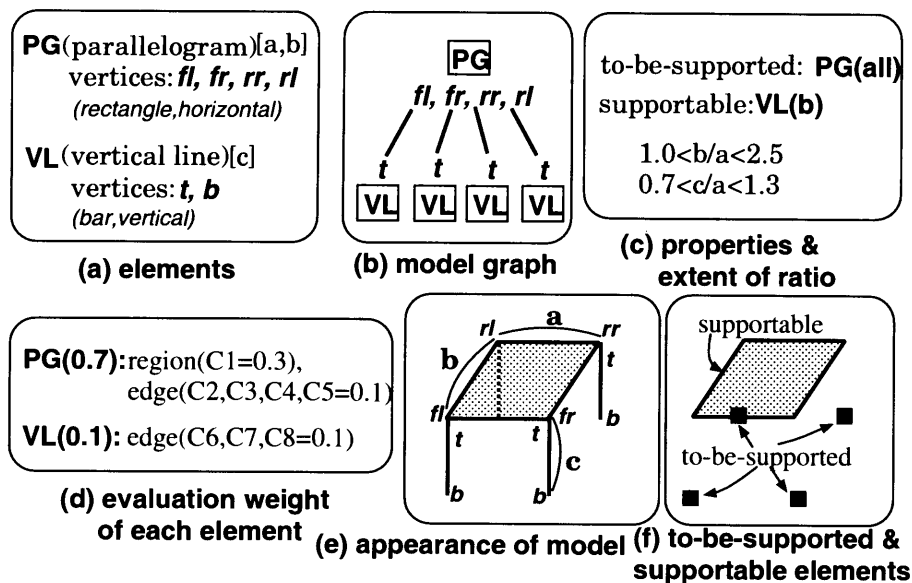 PG(parallelogram)[a,b]
vertices: fl, fr, rr, rl
(rectangle,horizontal)
VL(vertical line)[c]
vertices: t, b
(bar,vertical)
(a) elements
PG
fl, fr, rr, rl
t t t t
VL VL VL VL
(b) model graph
to-be-supported: PG(all)
supportable:VL(b)
1.0<b/a<2.5
0.7<c/a<1.3
(c) properties &
extent of ratio
PG(0.7):region(C1=0.3),
edge(C2,C3,C4,C5=0.1)
VL(0.1): edge(C6,C7,C8=0.1)
(d) evaluation weight
of each element
rl a rr
b t
fl fr b
t t
c
b b
(e) appearance of model
supportable
to-be-supported
(f) to-be-supported &
supportable elements